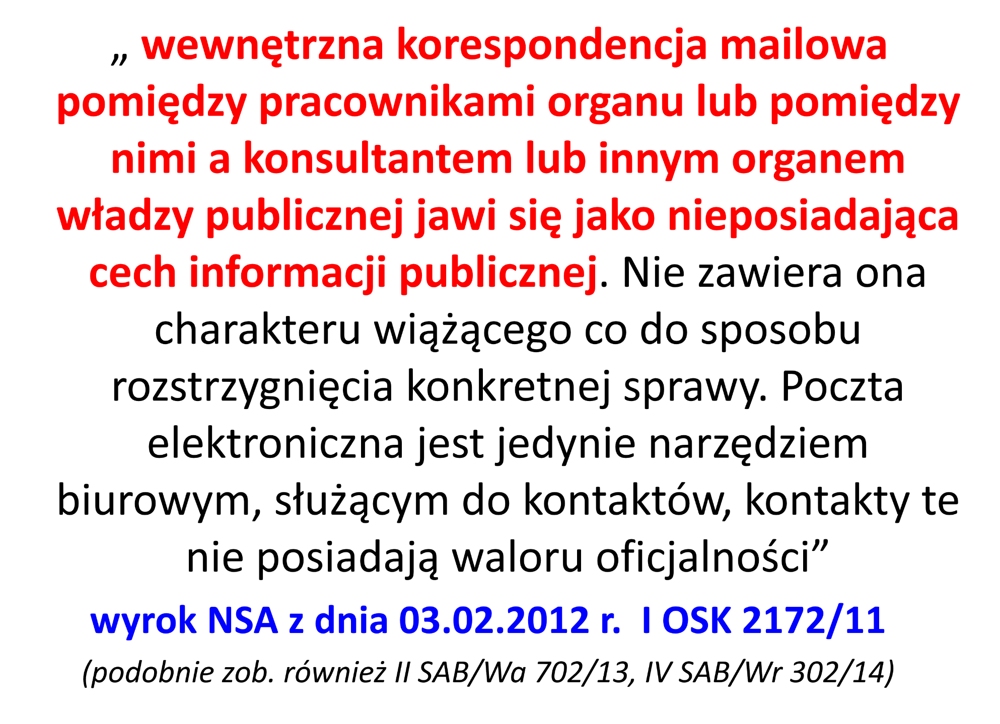 „ wewnętrzna korespondencja mailowa
pomiędzy pracownikami organu lub pomiędzy
nimi a konsultantem lub innym organem
władzy publicznej jawi się jako nieposiadająca
cech informacji publicznej. Nie zawiera ona
charakteru wiążącego co do sposobu
rozstrzygnięcia konkretnej sprawy. Poczta
elektroniczna jest jedynie narzędziem
biurowym, służącym do kontaktów, kontakty te
nie posiadają waloru oficjalności”
wyrok NSA z dnia 03.02.2012 r.  I OSK 2172/11
(podobnie zob. również II SAB/Wa 702/13, IV SAB/Wr 302/14)